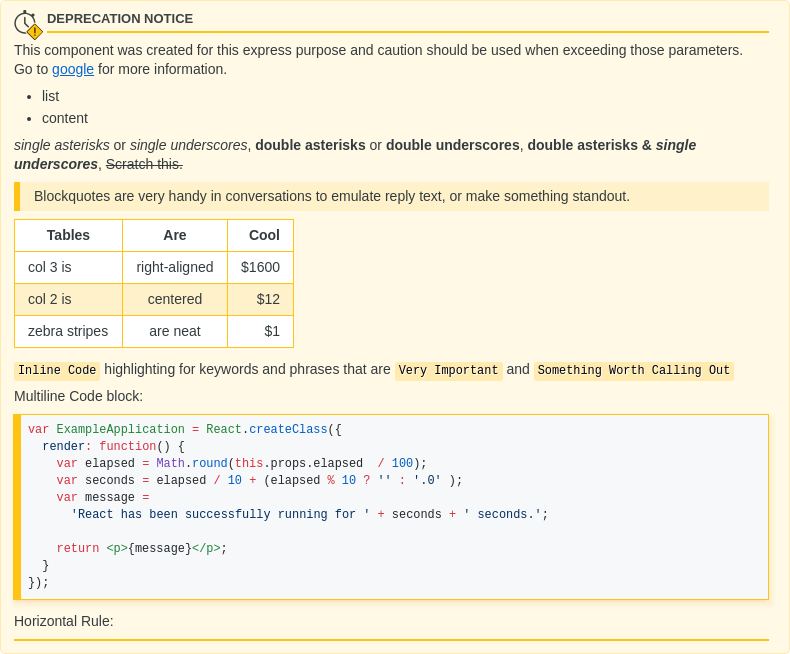 DEPRECATION NOTICE
This component was created for this express purpose and caution should be used when exceeding those parameters.
Go to google for more information.
• list
• content
single asterisks or single underscores, double asterisks or double underscores, double asterisks & single
underscores, Scratch this.
Blockquotes are very handy in conversations to emulate reply text, or make something standout.
Tables Are Cool
col 3 is right-aligned $1600
col 2 is centered $12
zebra stripes are neat $1
Inline Code highlighting for keywords and phrases that are Very Important and Something Worth Calling Out
Multiline Code block:
var ExampleApplication = React.createClass({
  render: function() {
    var elapsed = Math.round(this.props.elapsed  / 100);
    var seconds = elapsed / 10 + (elapsed % 10 ? '' : '.0' );
    var message =
      'React has been successfully running for ' + seconds + ' seconds.';

    return <p>{message}</p>;
  }
});
Horizontal Rule: